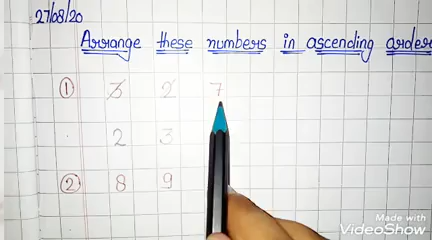 27/08/20
Arrange these numbers in ascending arders
① 3 2 7
2 3
② 8 9
Made with
VideoShow